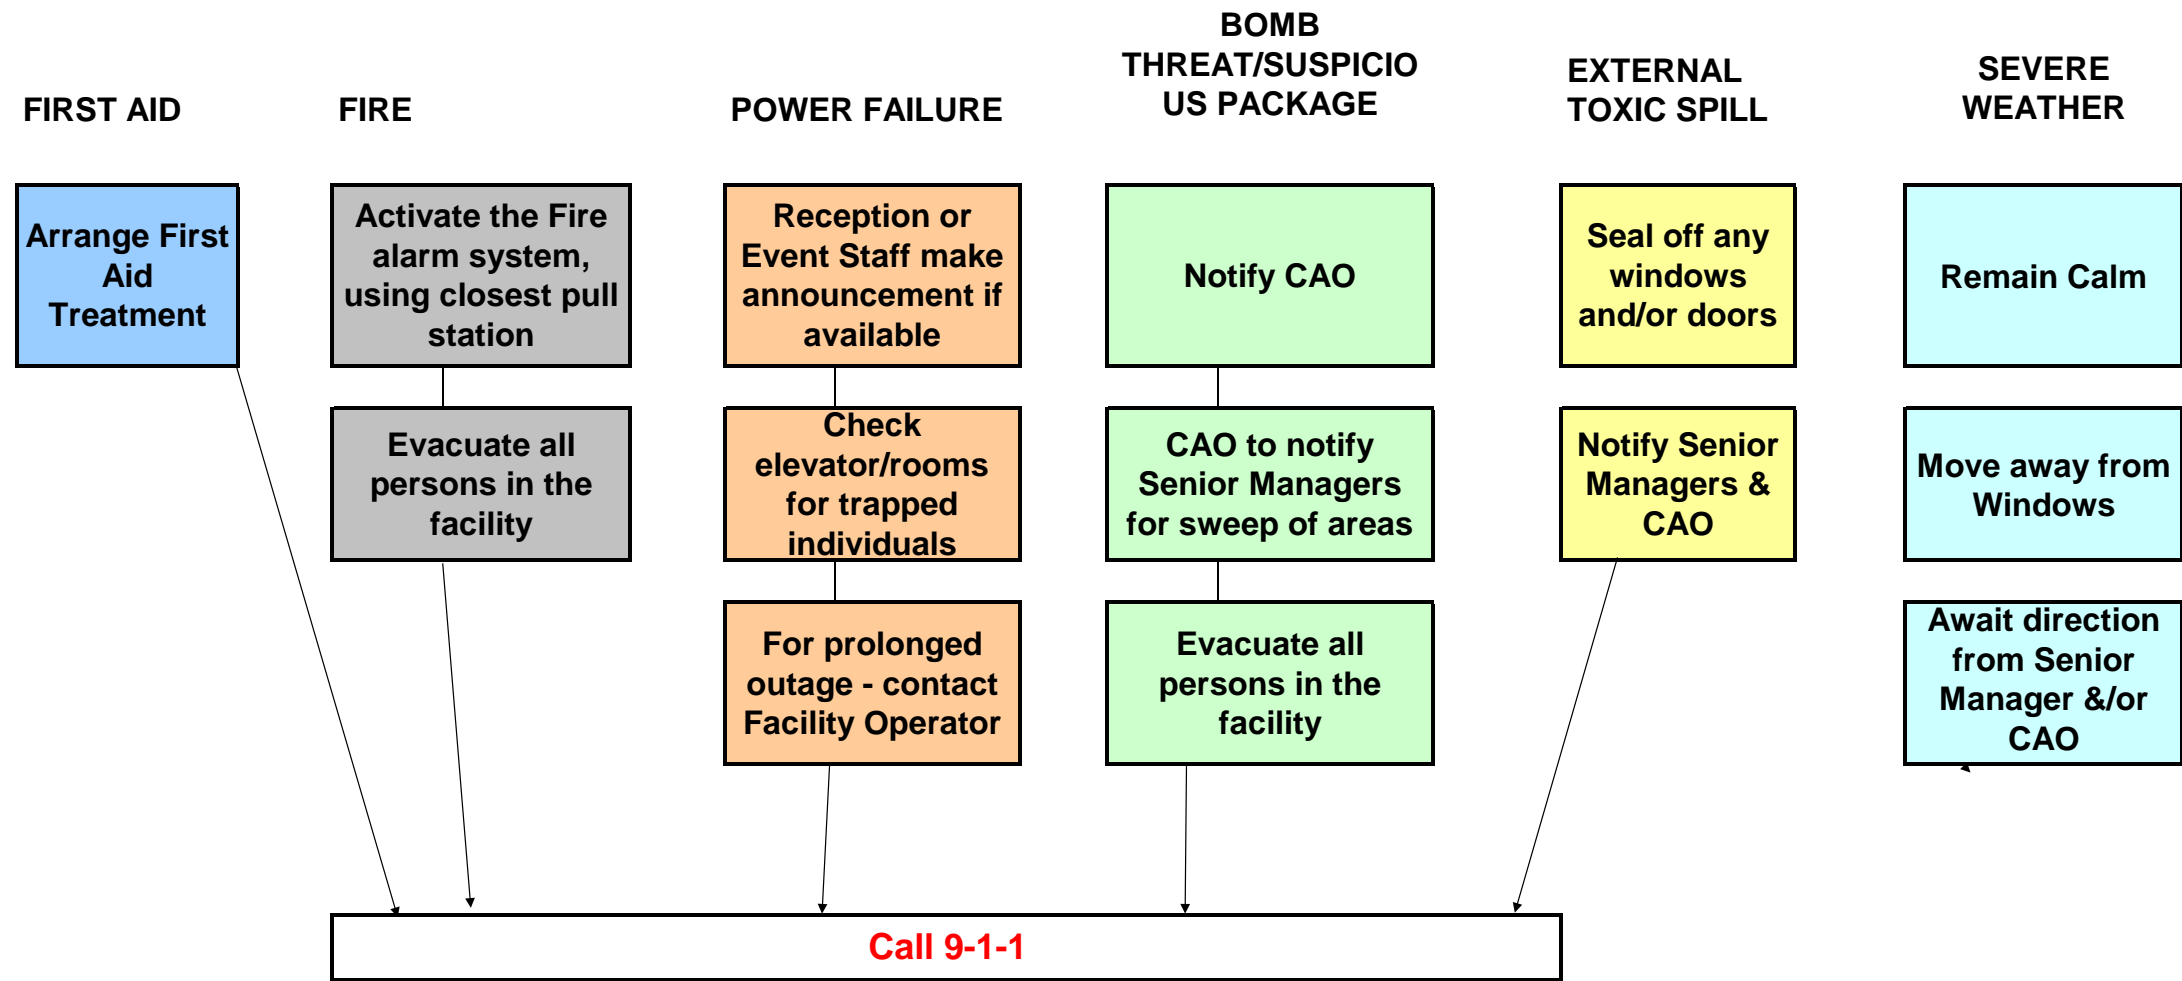 FIRST AID
FIRE
POWER FAILURE
BOMB
THREAT/SUSPICIO
US PACKAGE
EXTERNAL
TOXIC SPILL
SEVERE
WEATHER
Arrange First
Aid
Treatment
Activate the Fire
alarm system,
using closest pull
station
Reception or
Event Staff make
announcement if
available
Notify CAO
Seal off any
windows
and/or doors
Remain Calm
Evacuate all
persons in the
facility
Check
elevator/rooms
for trapped
individuals
CAO to notify
Senior Managers
for sweep of areas
Notify Senior
Managers &
CAO
Move away from
Windows
For prolonged
outage - contact
Facility Operator
Evacuate all
persons in the
facility
Await direction
from Senior
Manager &/or
CAO
Call 9-1-1